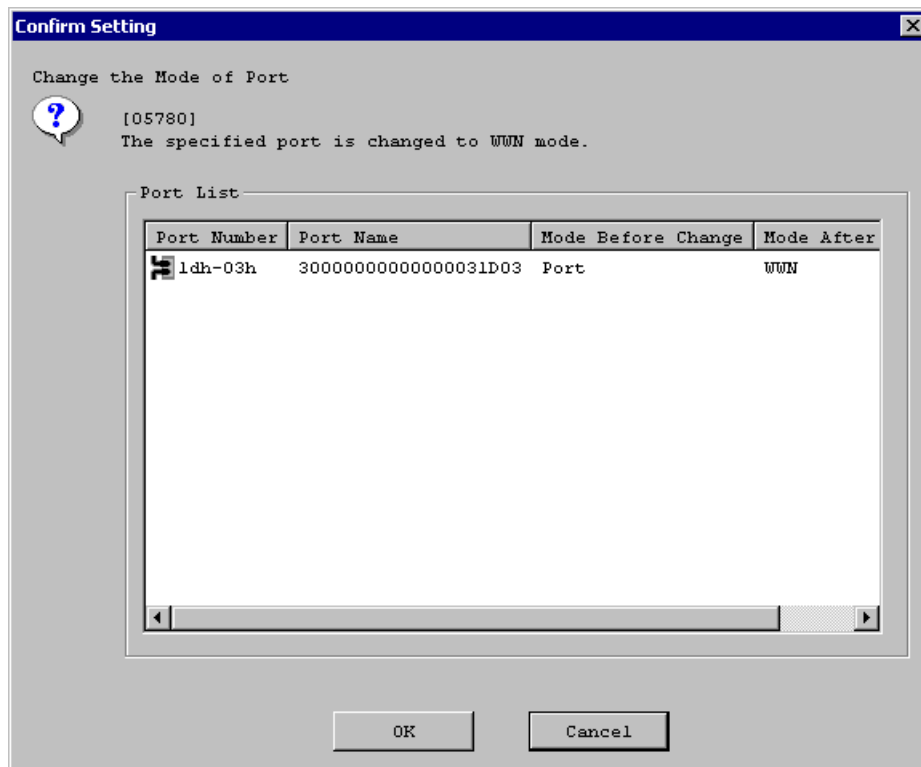 Confirm Setting
Change the Mode of Port
?
[05780]
The specified port is changed to WWN mode.
Port List
Port Number Port Name Mode Before Change Mode After
1dh-03h 30000000000000031D03 Port WWN
OK Cancel